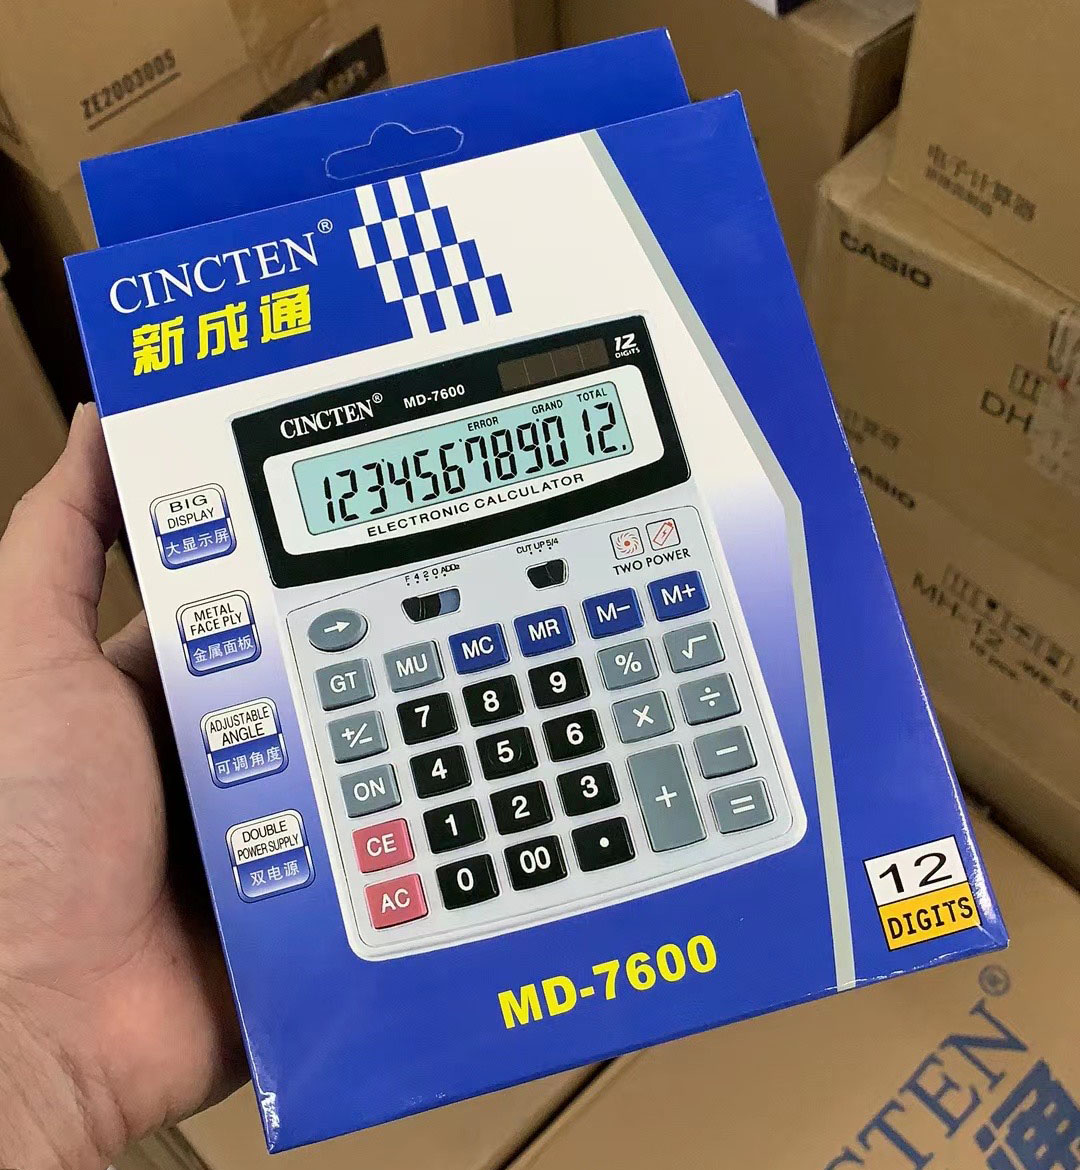 ZE2003005
CINCTEN®
新成通
12
DIGITS
CINCTEN® MD-7600
ERROR GRAND TOTAL
123456789012.
ELECTRONIC CALCULATOR
BIG
DISPLAY
大显示屏
METAL
FACE PLY
金属面板
ADJUSTABLE
ANGLE
可调角度
DOUBLE
POWER SUPPLY
双电源
F 4 2 0 ADD2
CUT UP 5/4
TWO POWER
→
GT MU MC MR M− M+
+/− 7 8 9 % √
ON 4 5 6 × ÷
CE 1 2 3 + −
AC 0 00 • =
12
DIGITS
MD-7600
电子计算器
CASIO
DH-
CASIO
MH-12
TEN®
通